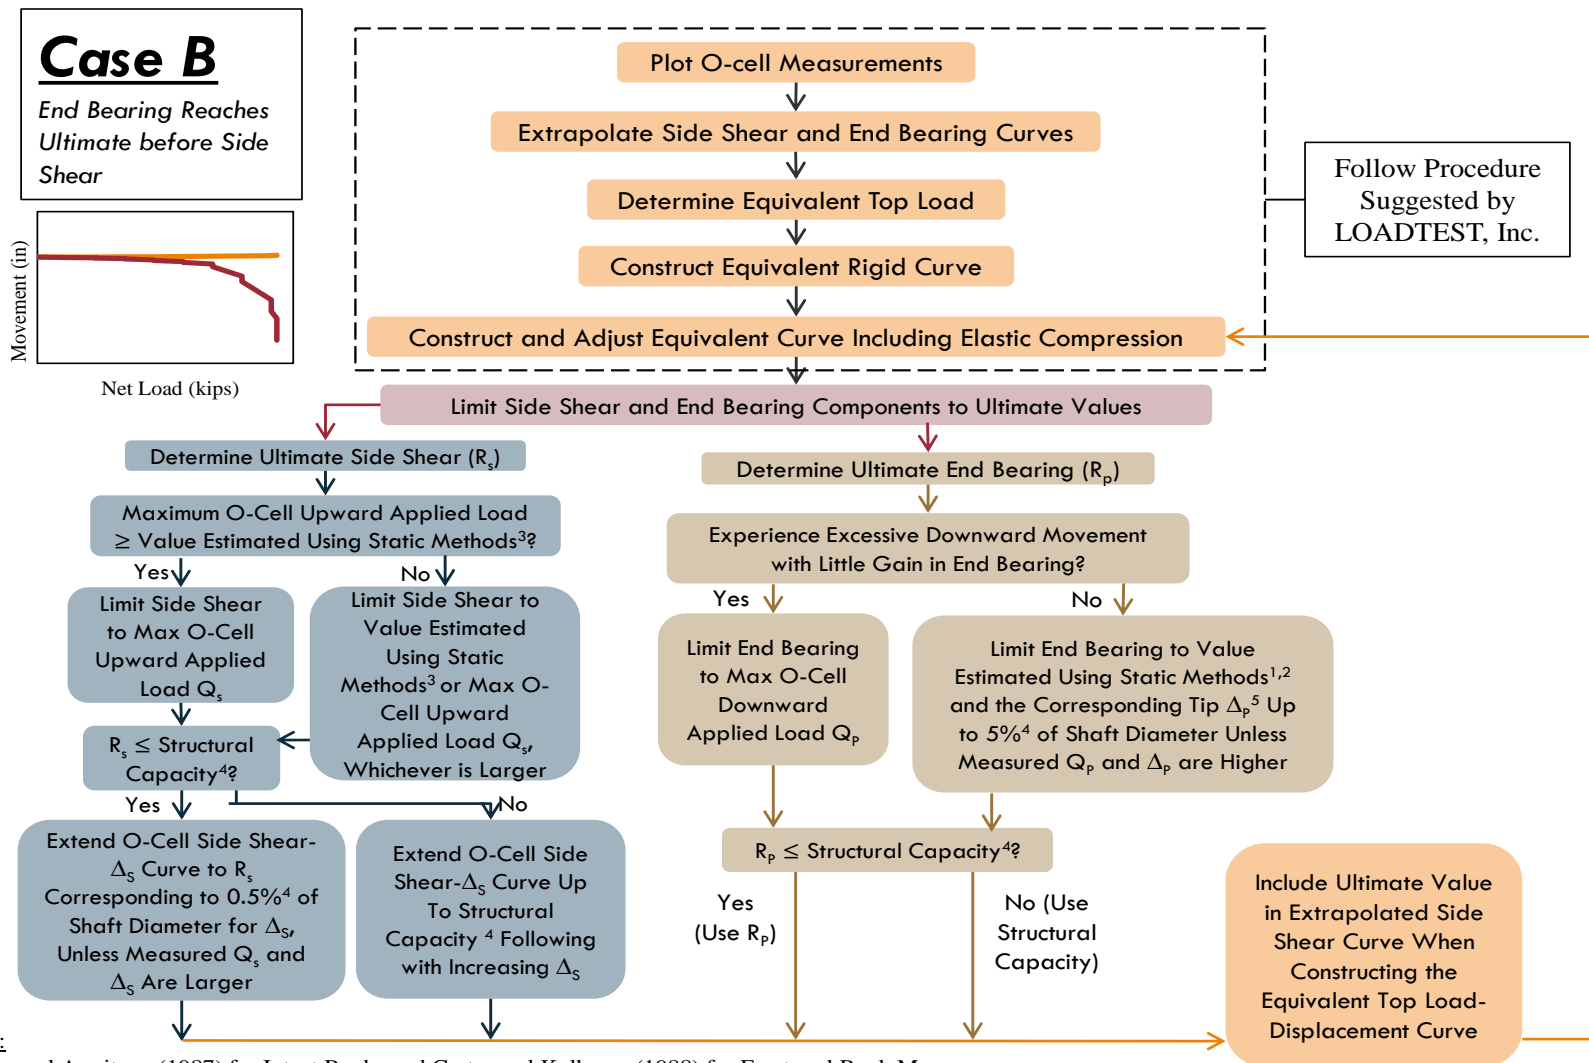 Case B
End Bearing Reaches
Ultimate before Side
Shear
Movement (in)
Net Load (kips)
Plot O-cell Measurements
Extrapolate Side Shear and End Bearing Curves
Determine Equivalent Top Load
Construct Equivalent Rigid Curve
Construct and Adjust Equivalent Curve Including Elastic Compression
Follow Procedure
Suggested by
LOADTEST, Inc.
Limit Side Shear and End Bearing Components to Ultimate Values
Determine Ultimate Side Shear (Rs)
Maximum O-Cell Upward Applied Load
≥ Value Estimated Using Static Methods³?
Yes
No
Limit Side Shear
to Max O-Cell
Upward Applied
Load Qs
Limit Side Shear to
Value Estimated
Using Static
Methods³ or Max O-
Cell Upward
Applied Load Qs,
Whichever is Larger
Rs ≤ Structural
Capacity⁴?
Yes
No
Extend O-Cell Side Shear-
ΔS Curve to Rs
Corresponding to 0.5%⁴ of
Shaft Diameter for ΔS,
Unless Measured Qs and
ΔS Are Larger
Extend O-Cell Side
Shear-ΔS Curve Up
To Structural
Capacity ⁴ Following
with Increasing ΔS
Determine Ultimate End Bearing (Rp)
Experience Excessive Downward Movement
with Little Gain in End Bearing?
Yes
No
Limit End Bearing
to Max O-Cell
Downward
Applied Load QP
Limit End Bearing to Value
Estimated Using Static Methods¹,²
and the Corresponding Tip ΔP⁵ Up
to 5%⁴ of Shaft Diameter Unless
Measured QP and ΔP are Higher
RP ≤ Structural Capacity⁴?
Yes
(Use RP)
No (Use
Structural
Capacity)
Include Ultimate Value
in Extrapolated Side
Shear Curve When
Constructing the
Equivalent Top Load-
Displacement Curve
: